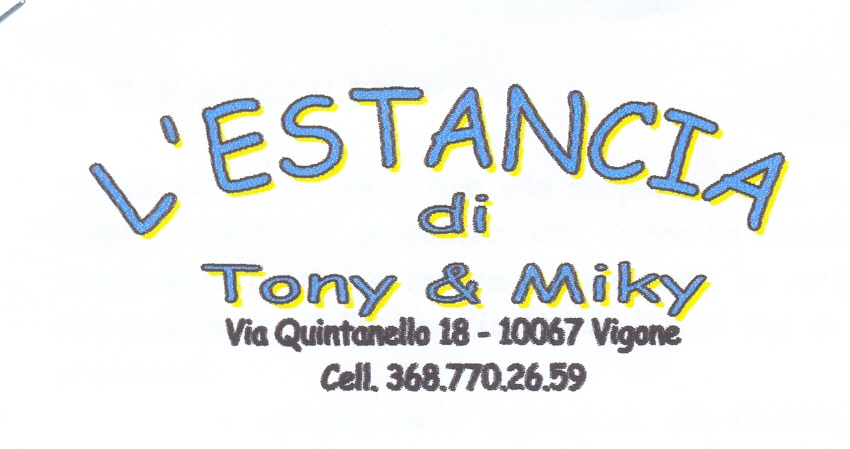 L'ESTANCIA
di
Tony & Miky
Via Quintanello 18 - 10067 Vigone
Cell. 368.770.26.59